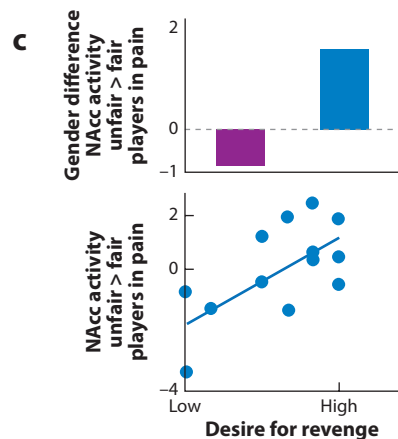 c
Gender difference
NAcc activity
unfair > fair
players in pain
2
0
−1
NAcc activity
unfair > fair
players in pain
2
0
−4
Low
High
Desire for revenge